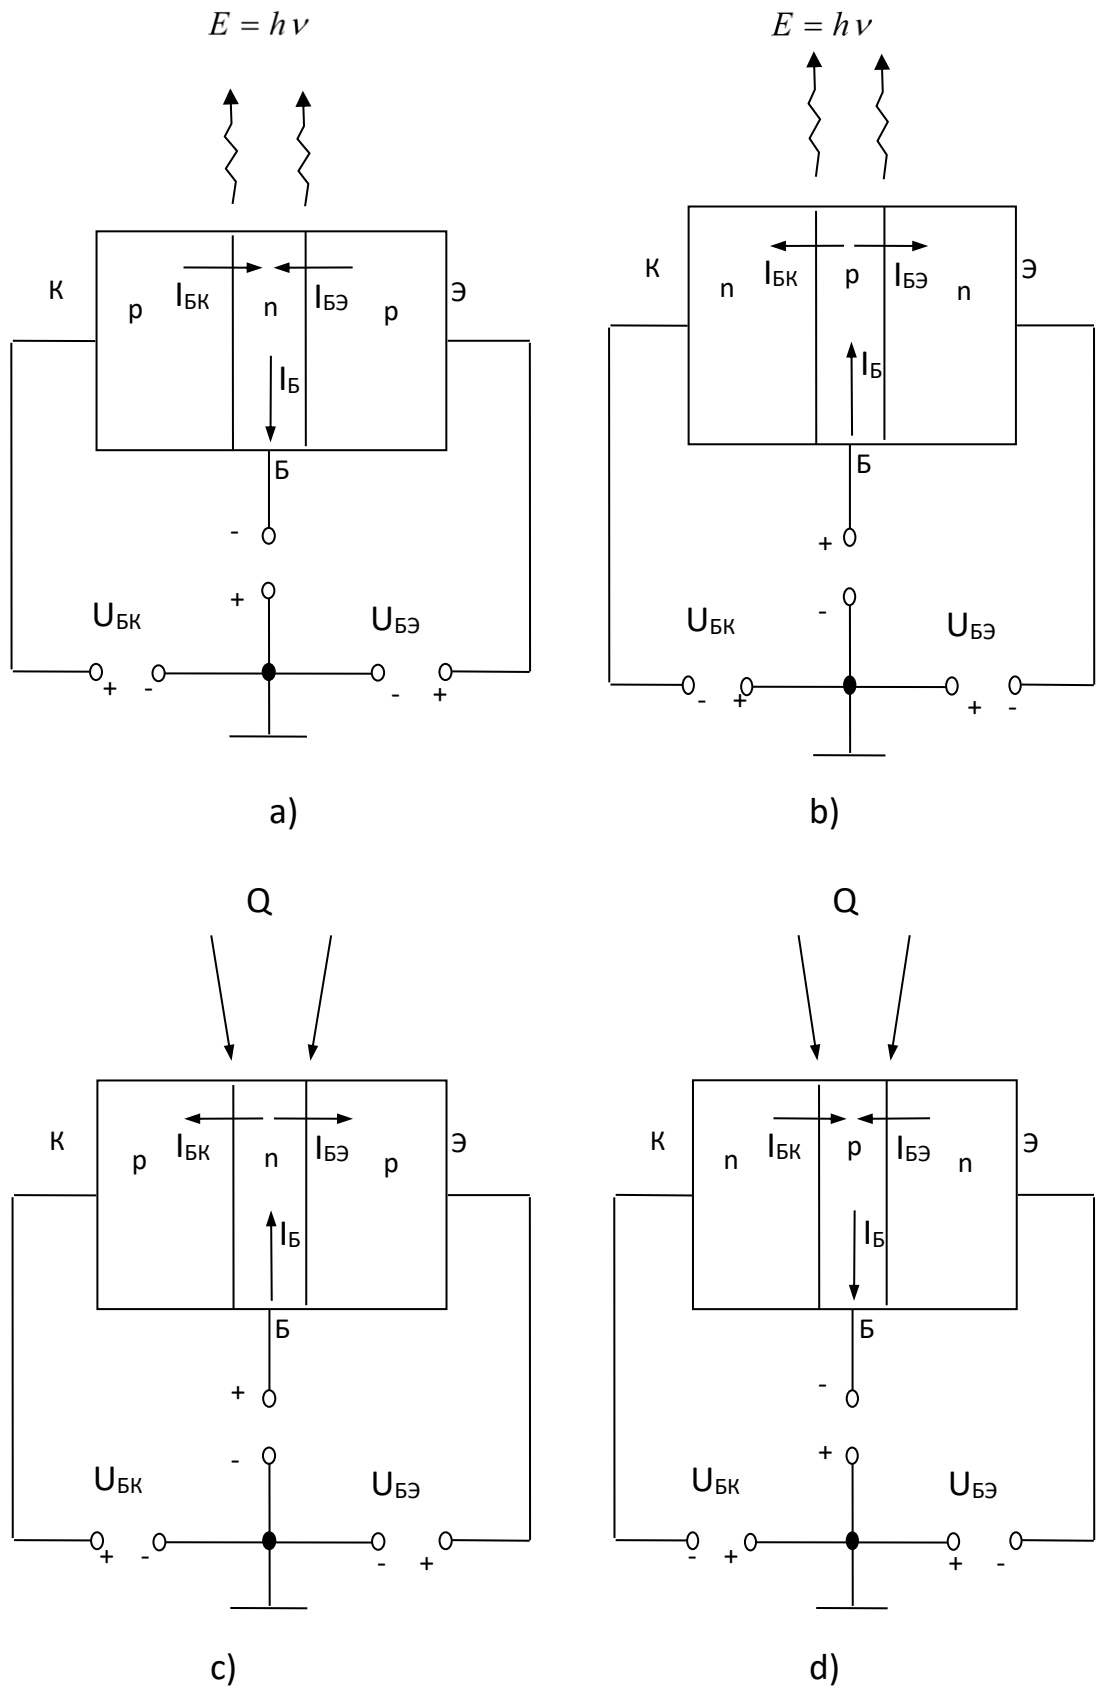 E = hν
К
p
IБК
n
IБЭ
p
Э
IБ
Б
-
+
UБК
UБЭ
+ -
- +
a)
E = hν
К
n
IБК
p
IБЭ
n
Э
IБ
Б
+
-
UБК
UБЭ
- +
+ -
b)
Q
К
p
IБК
n
IБЭ
p
Э
IБ
Б
+
-
UБК
UБЭ
+ -
- +
c)
Q
К
n
IБК
p
IБЭ
n
Э
IБ
Б
-
+
UБК
UБЭ
- +
+ -
d)